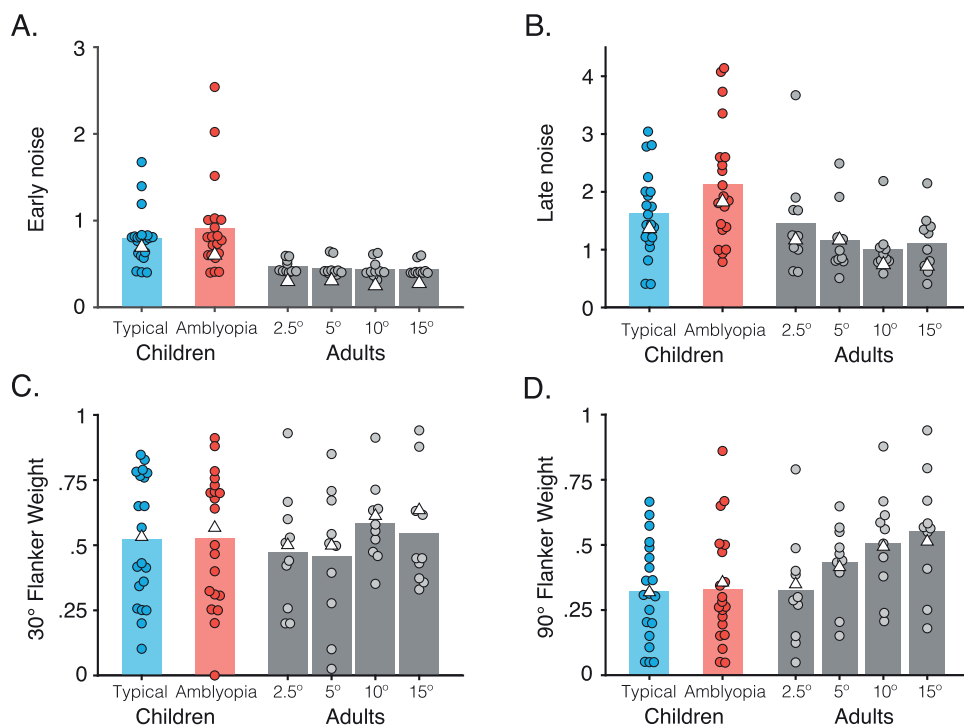 A.
Early noise
3
2
1
0
Typical Amblyopia 2.5° 5° 10° 15°
Children Adults
B.
Late noise
4
3
2
1
0
Typical Amblyopia 2.5° 5° 10° 15°
Children Adults
C.
30° Flanker Weight
1
.75
.5
.25
0
Typical Amblyopia 2.5° 5° 10° 15°
Children Adults
D.
90° Flanker Weight
1
.75
.5
.25
0
Typical Amblyopia 2.5° 5° 10° 15°
Children Adults